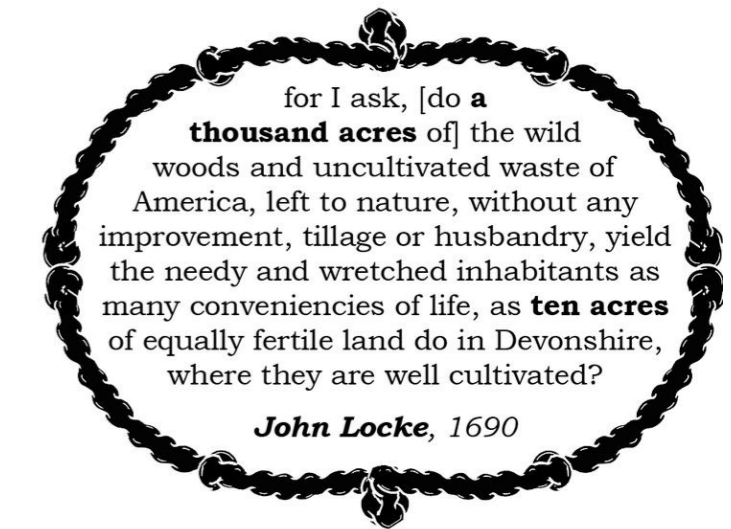 for I ask, [do a
thousand acres of] the wild
woods and uncultivated waste of
America, left to nature, without any
improvement, tillage or husbandry, yield
the needy and wretched inhabitants as
many conveniencies of life, as ten acres
of equally fertile land do in Devonshire,
where they are well cultivated?
John Locke, 1690